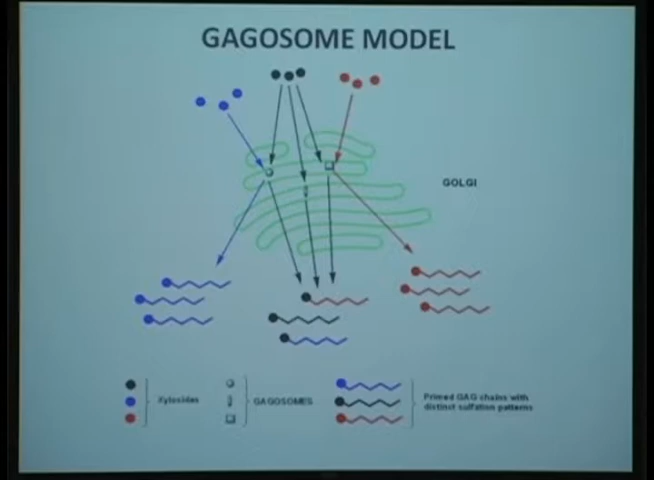 GAGOSOME MODEL
GOLGI
Xylosides
GAGOSOMES
Primed GAG chains with
distinct sulfation patterns